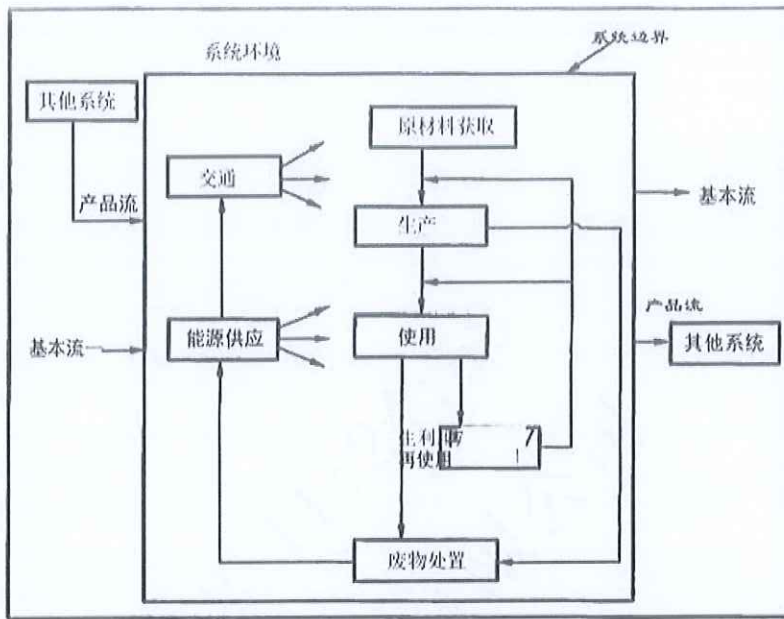 系统环境
系统边界
其他系统
原材料获取
交通
产品流
基本流
生产
产品流
能源供应
使用
基本流
其他系统
生利
再使用
废物处置